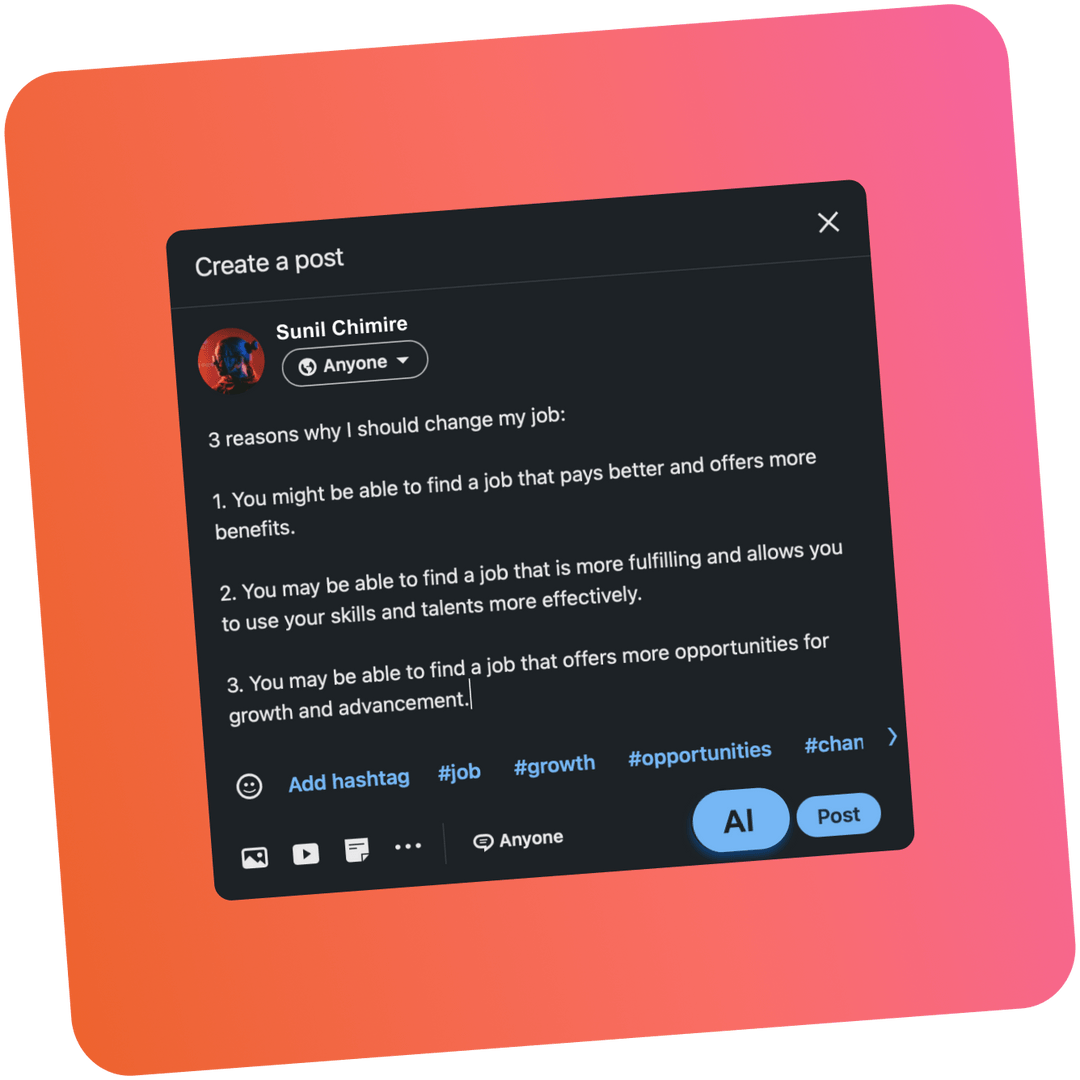 Create a post
Sunil Chimire
Anyone
3 reasons why I should change my job:
1. You might be able to find a job that pays better and offers more
benefits.
2. You may be able to find a job that is more fulfilling and allows you
to use your skills and talents more effectively.
3. You may be able to find a job that offers more opportunities for
growth and advancement.
Add hashtag #job #growth #opportunities #chan
Anyone AI Post